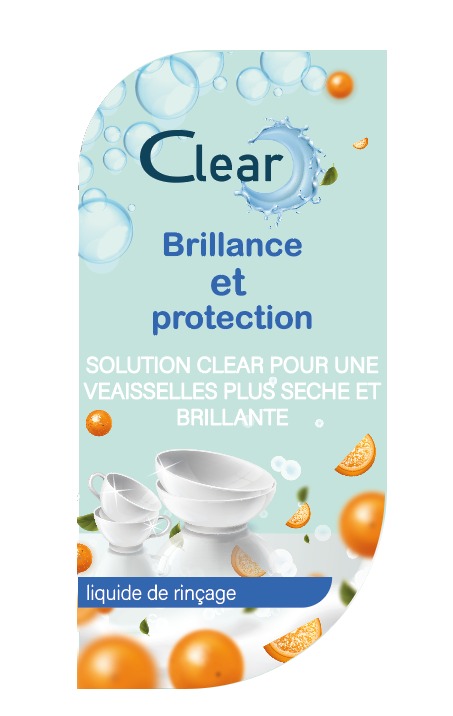 Clear
Brillance
et
protection
SOLUTION CLEAR POUR UNE
VEAISSELLES PLUS SECHE ET
BRILLANTE
liquide de rinçage